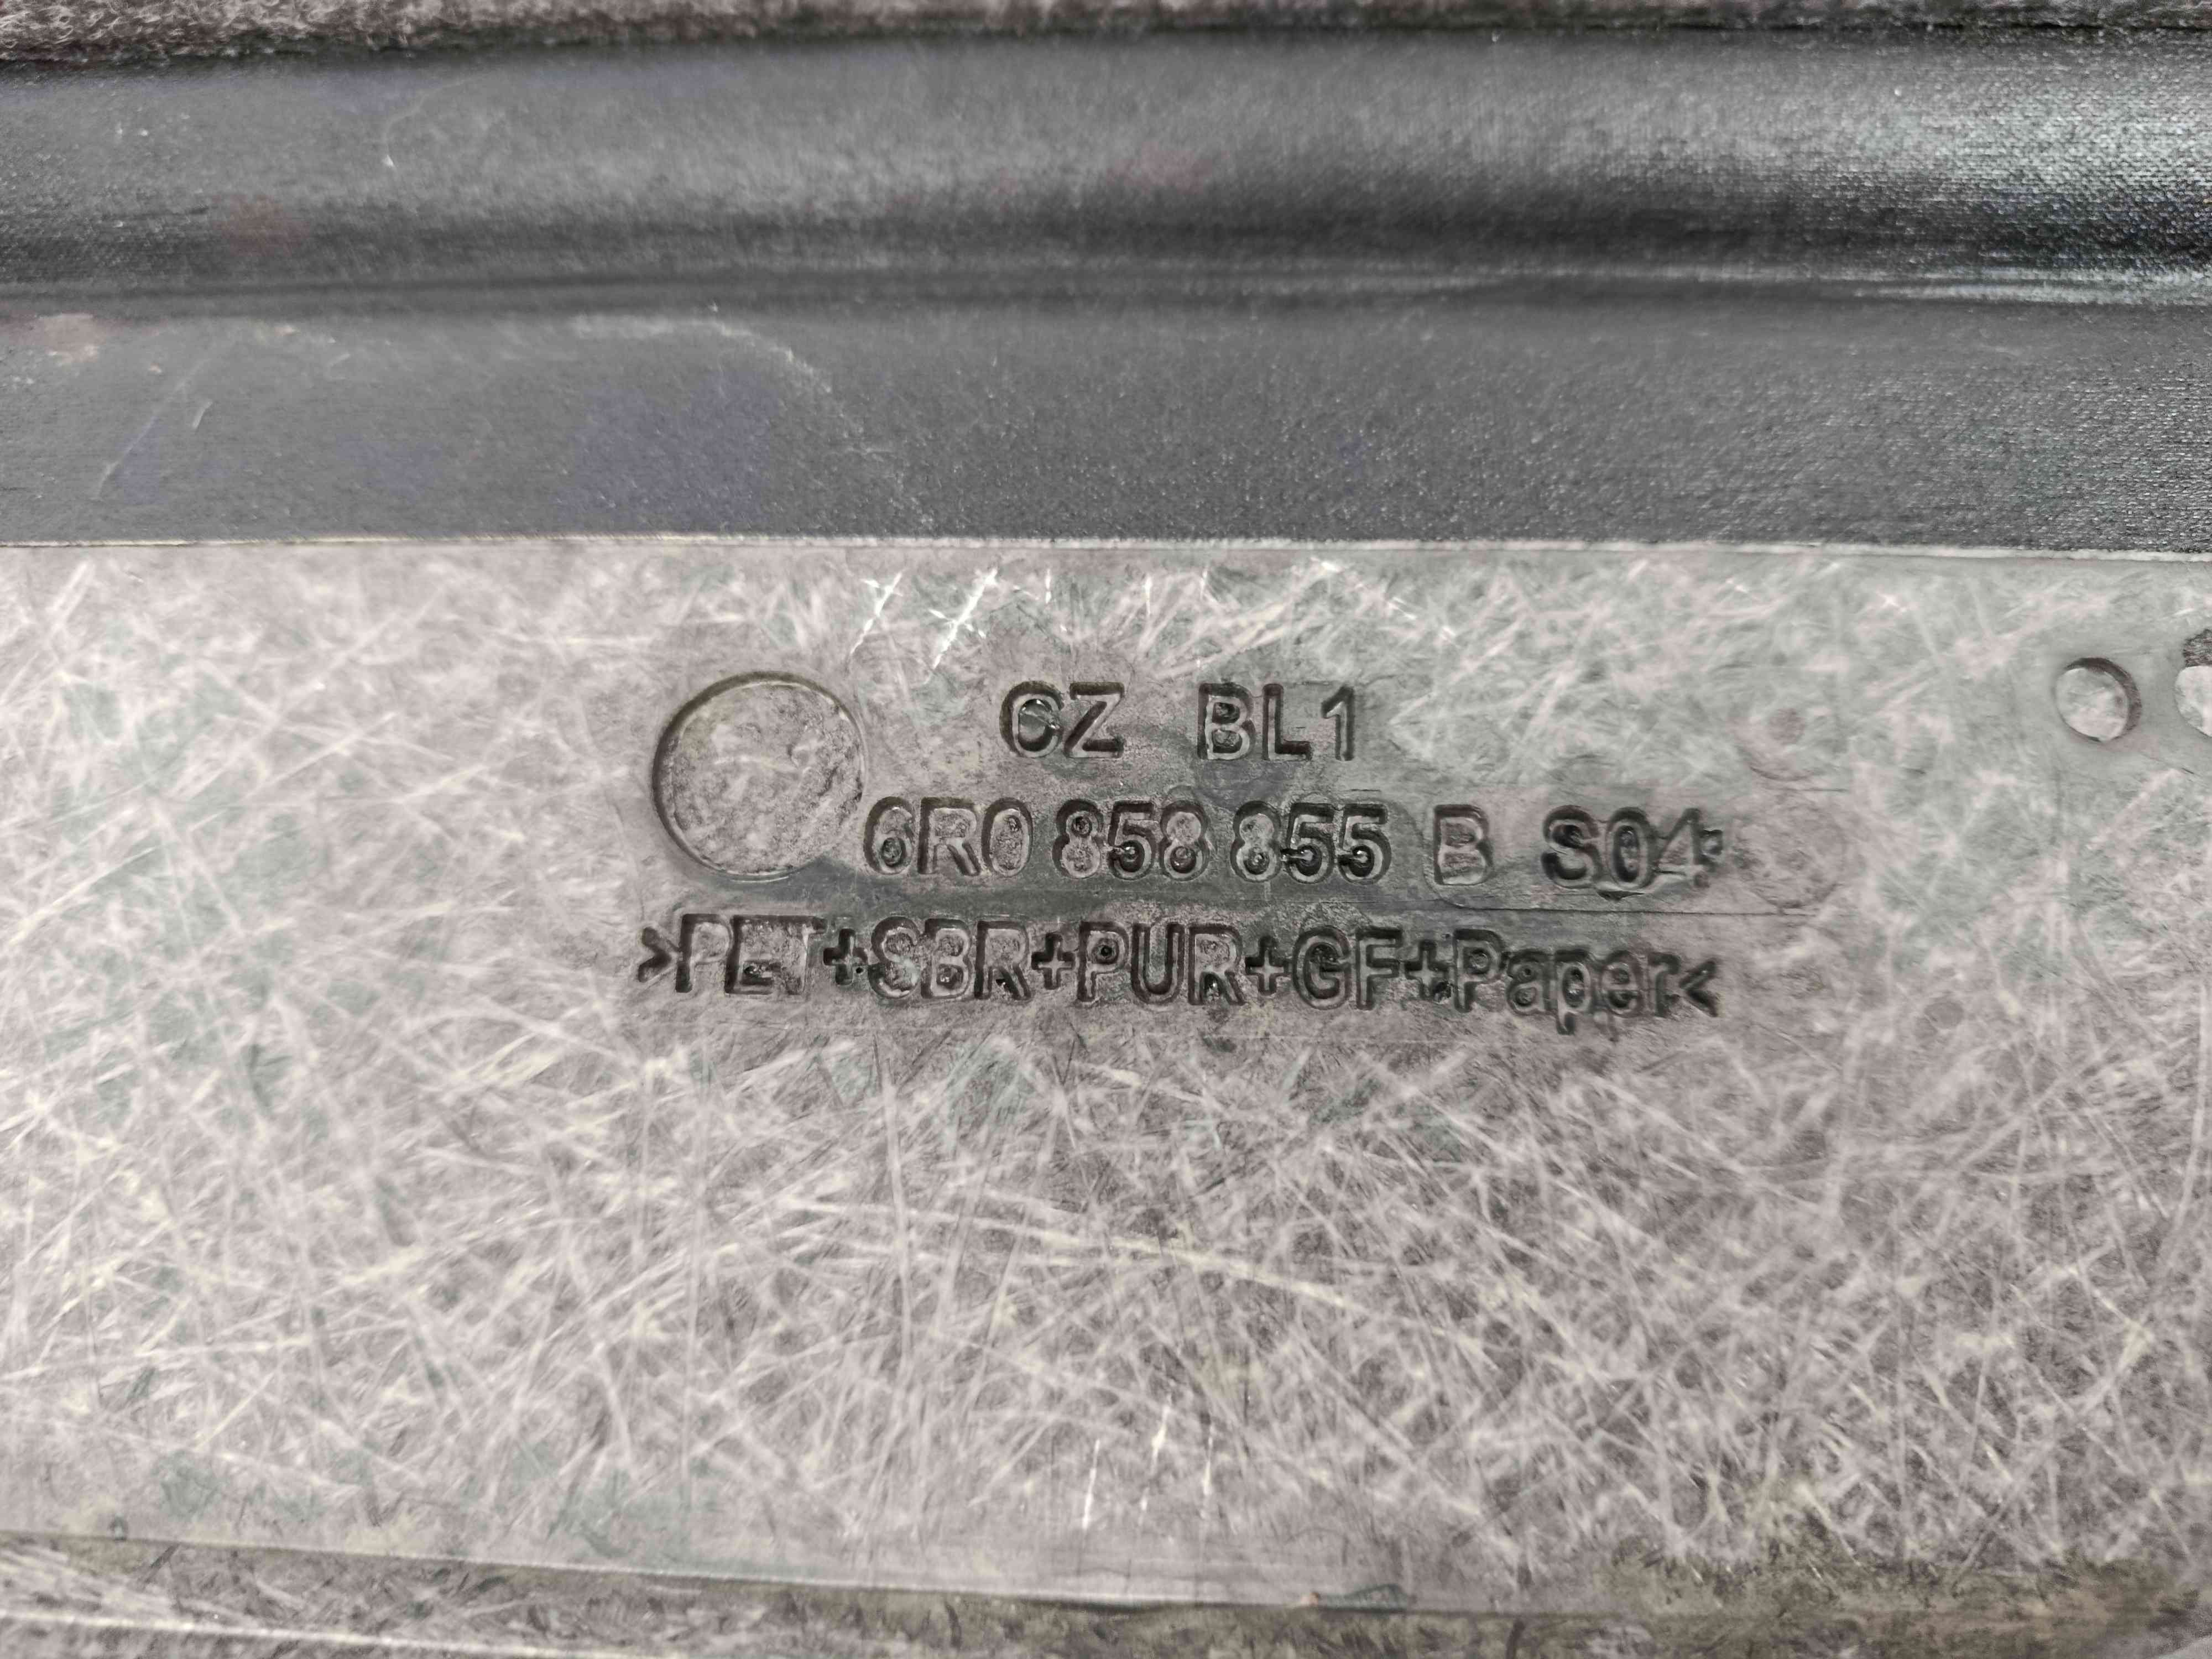 CZ BL1
6R0 858 855 B S04
>PET+SBR+PUR+GF+Paper<